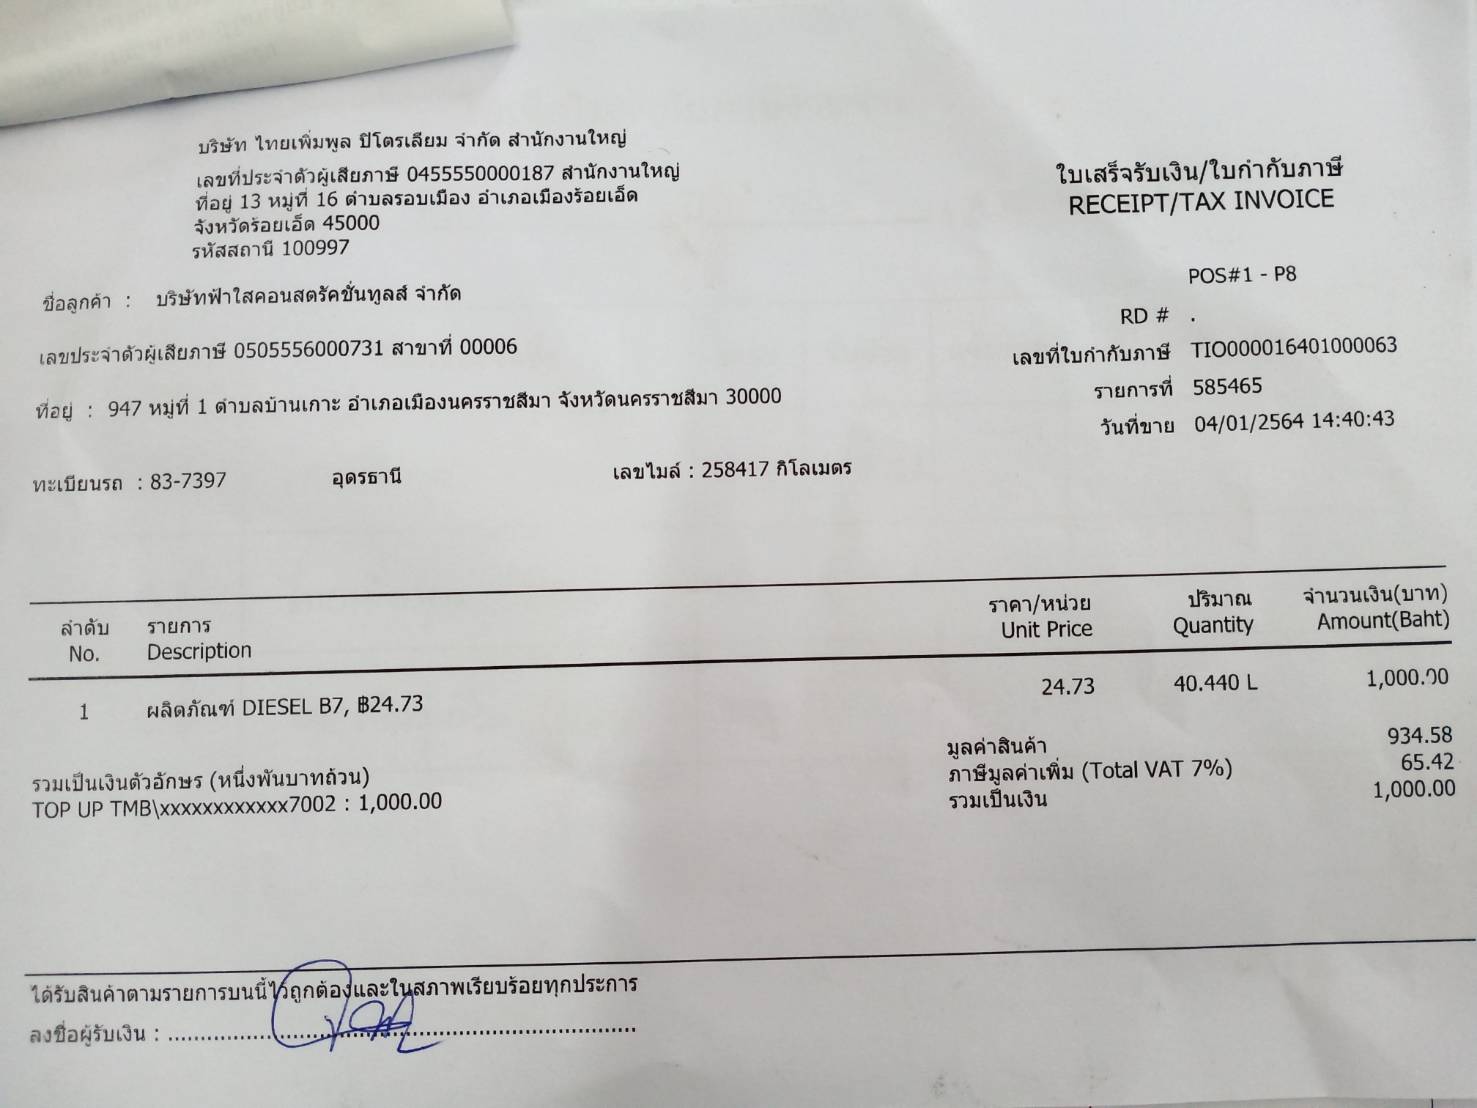 บริษัท ไทยเพิ่มพูล ปิโตรเลียม จำกัด สำนักงานใหญ่
เลขที่ประจำตัวผู้เสียภาษี 0455550000187 สำนักงานใหญ่
ที่อยู่ 13 หมู่ที่ 16 ตำบลรอบเมือง อำเภอเมืองร้อยเอ็ด
จังหวัดร้อยเอ็ด 45000
รหัสสถานี 100997
ใบเสร็จรับเงิน/ใบกำกับภาษี
RECEIPT/TAX INVOICE
POS#1 - P8
ชื่อลูกค้า : บริษัทฟ้าใสคอนสตรัคชั่นทูลส์ จำกัด
RD # .
เลขประจำตัวผู้เสียภาษี 0505556000731 สาขาที่ 00006
เลขที่ใบกำกับภาษี TIO000016401000063
รายการที่ 585465
ที่อยู่ : 947 หมู่ที่ 1 ตำบลบ้านเกาะ อำเภอเมืองนครราชสีมา จังหวัดนครราชสีมา 30000
วันที่ขาย 04/01/2564 14:40:43
ทะเบียนรถ : 83-7397 อุดรธานี เลขไมล์ : 258417 กิโลเมตร
ลำดับ รายการ ราคา/หน่วย ปริมาณ จำนวนเงิน(บาท)
No. Description Unit Price Quantity Amount(Baht)
1 ผลิตภัณฑ์ DIESEL B7, ฿24.73 24.73 40.440 L 1,000.00
มูลค่าสินค้า 934.58
รวมเป็นเงินตัวอักษร (หนึ่งพันบาทถ้วน) ภาษีมูลค่าเพิ่ม (Total VAT 7%) 65.42
TOP UP TMB\xxxxxxxxxxxx7002 : 1,000.00 รวมเป็นเงิน 1,000.00
ได้รับสินค้าตามรายการบนนี้ไว้ถูกต้องและในสภาพเรียบร้อยทุกประการ
ลงชื่อผู้รับเงิน : ........................................................................